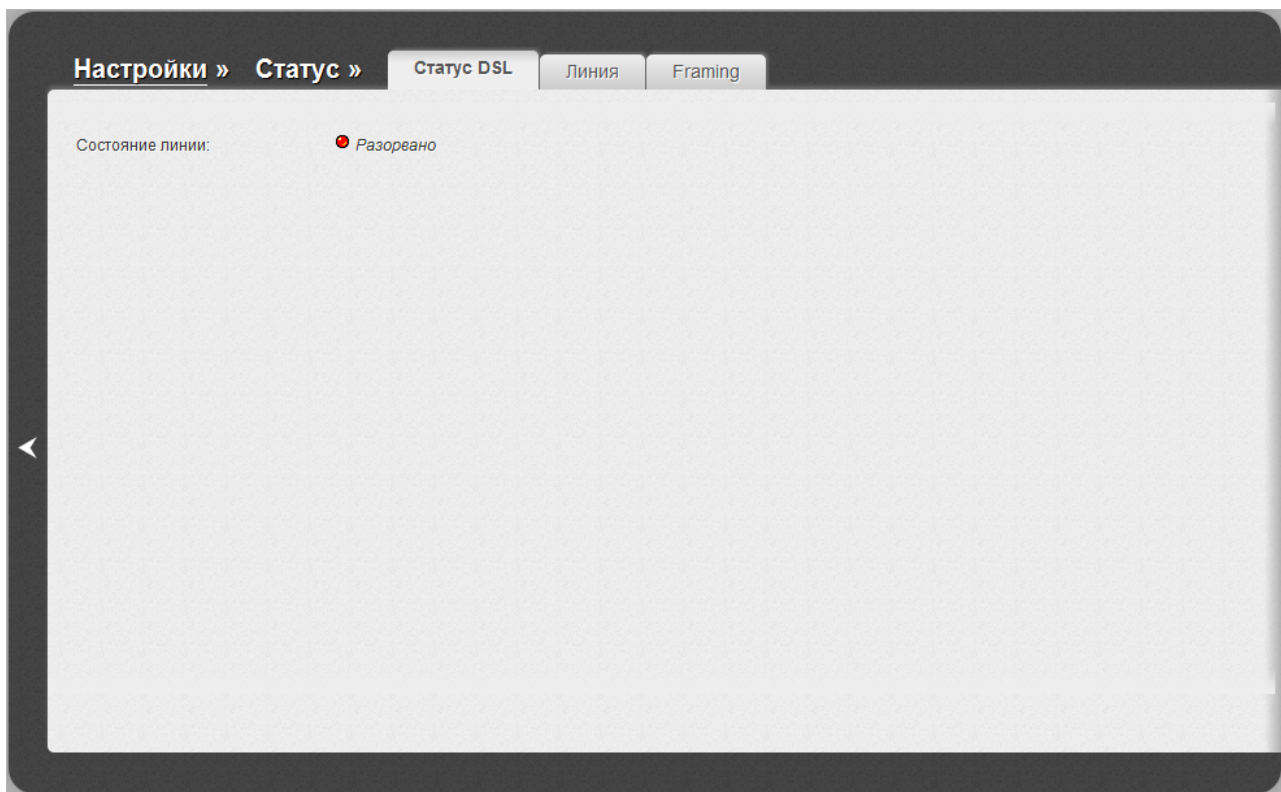 Настройки » Статус » Статус DSL Линия Framing
Состояние линии: Разорвано